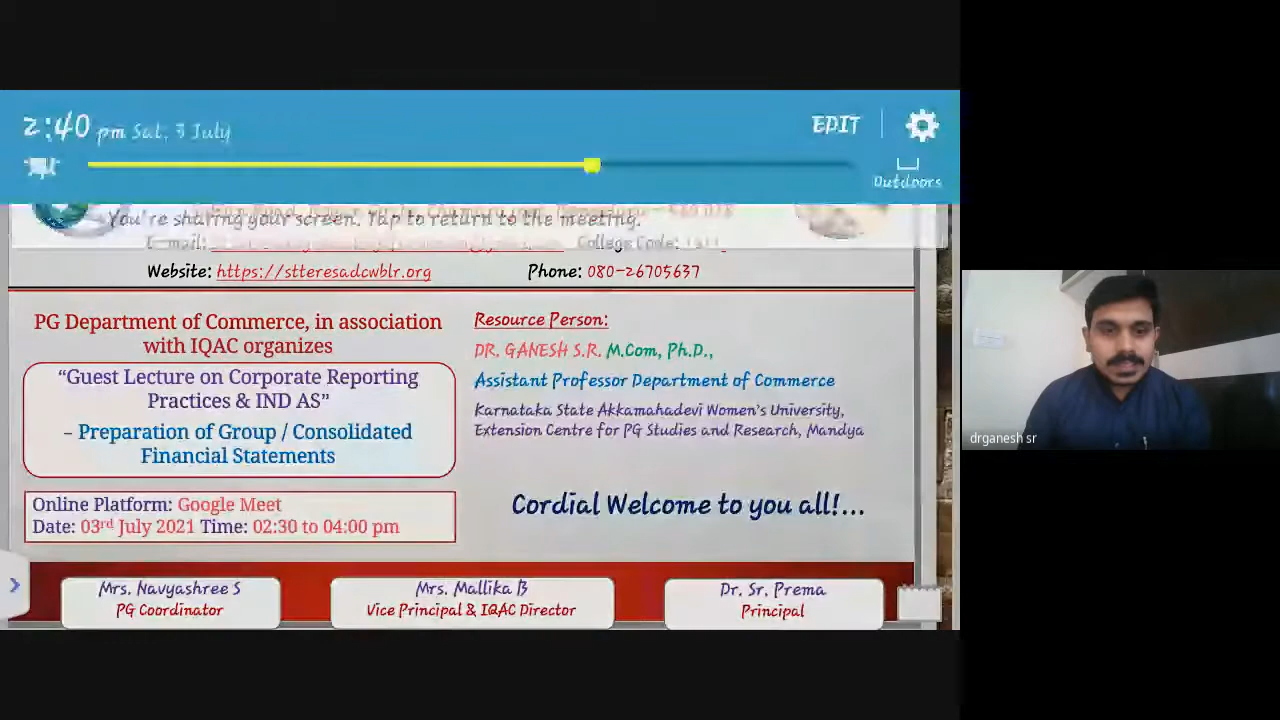 2:40 pm Sat, 3 July
EDIT
Outdoors
You're sharing your screen. Tap to return to the meeting.
E-mail:
College Code:
Website: https://stteresadcwblr.org
Phone: 080-26705637
PG Department of Commerce, in association
with IQAC organizes
“Guest Lecture on Corporate Reporting
Practices & IND AS”
– Preparation of Group / Consolidated
Financial Statements
Online Platform: Google Meet
Date: 03rd July 2021 Time: 02:30 to 04:00 pm
Resource Person:
DR. GANESH S.R. M.Com, Ph.D.,
Assistant Professor Department of Commerce
Karnataka State Akkamahadevi Women's University,
Extension Centre for PG Studies and Research, Mandya
Cordial Welcome to you all!...
Mrs. Navyashree S
PG Coordinator
Mrs. Mallika B
Vice Principal & IQAC Director
Dr. Sr. Prema
Principal
drganesh sr